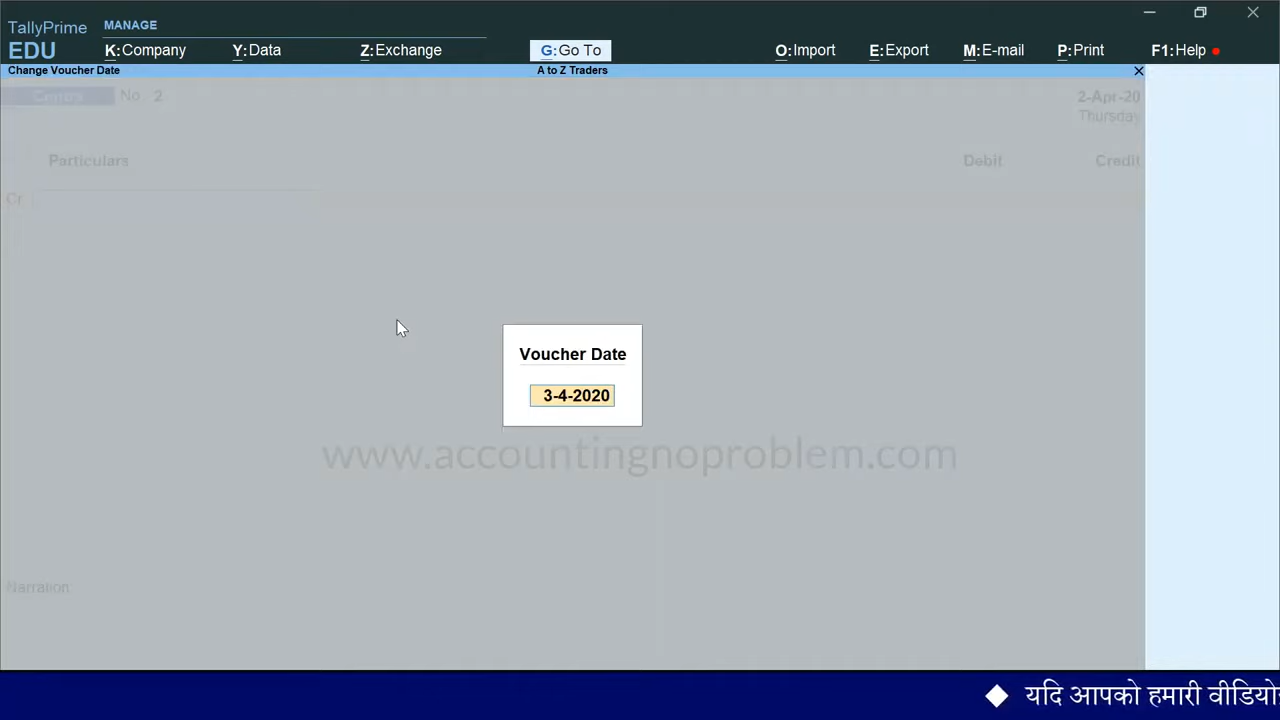 TallyPrime
MANAGE
EDU
K:Company
Y:Data
Z:Exchange
G:Go To
O:Import
E:Export
M:E-mail
P:Print
F1:Help
Change Voucher Date
A to Z Traders
Contra
No. 2
2-Apr-20
Thursday
Particulars
Debit
Credit
Cr
Voucher Date
3-4-2020
www.accountingnoproblem.com
Narration:
◆ यदि आपको हमारी वीडियो